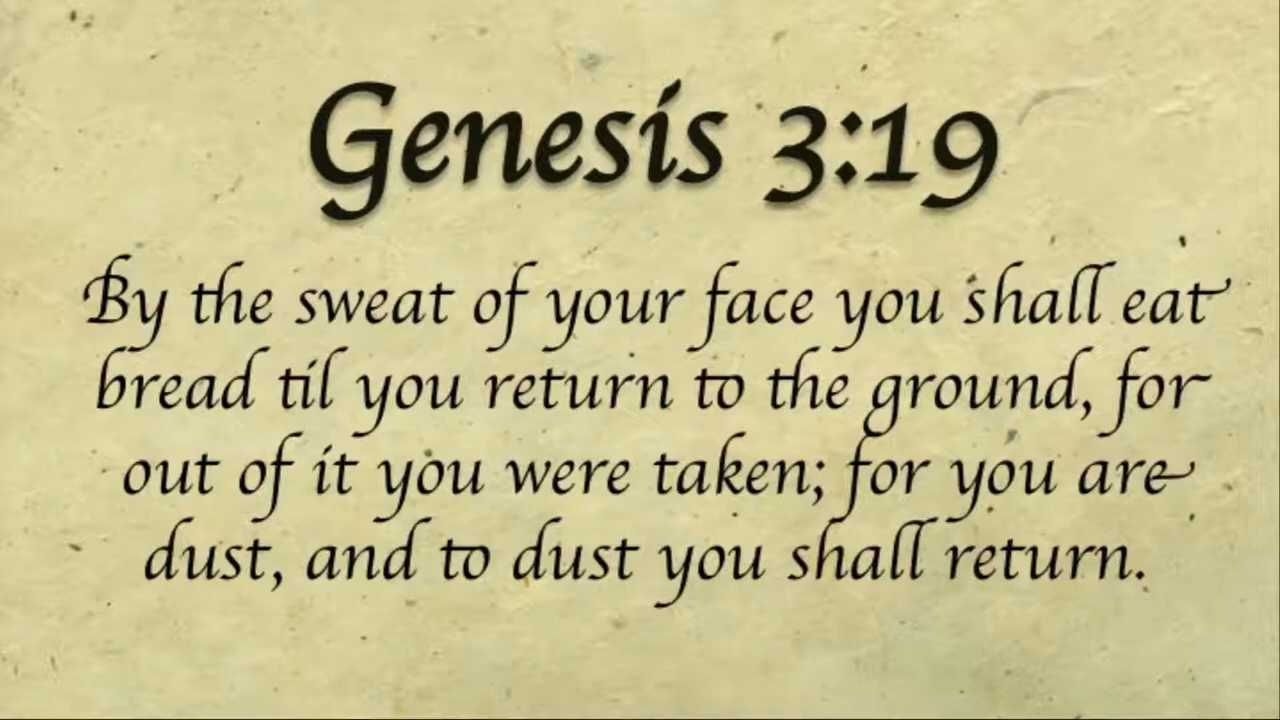 Genesis 3:19
By the sweat of your face you shall eat
bread til you return to the ground, for
out of it you were taken; for you are
dust, and to dust you shall return.